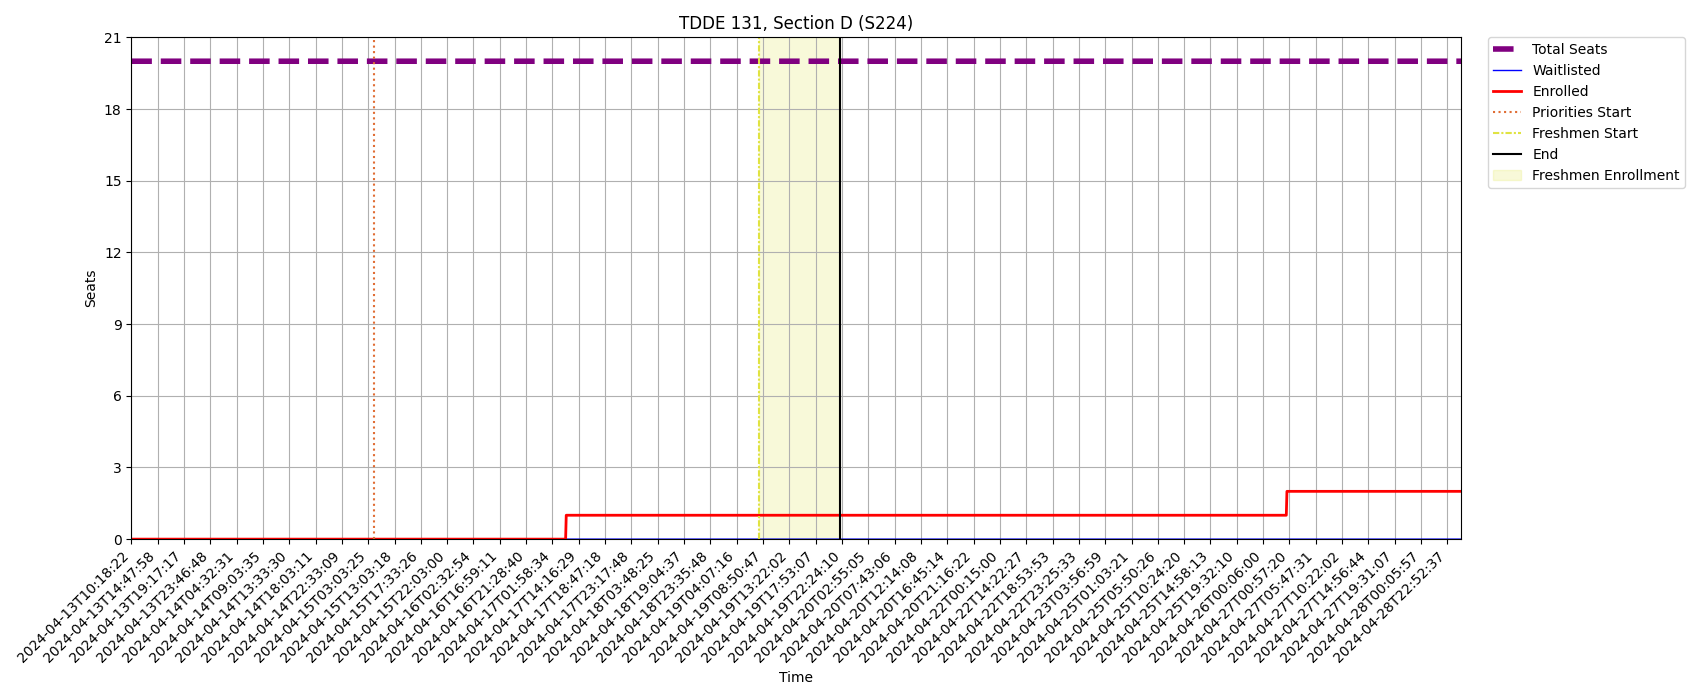 TDDE 131, Section D (S224)
21
18
15
12
9
6
3
0
Seats
Total Seats
Waitlisted
Enrolled
Priorities Start
Freshmen Start
End
Freshmen Enrollment
2024-04-13T10:18:22
2024-04-13T14:47:58
2024-04-13T19:17:17
2024-04-13T23:46:48
2024-04-14T04:32:31
2024-04-14T09:03:35
2024-04-14T13:33:30
2024-04-14T18:03:11
2024-04-14T22:33:09
2024-04-15T03:03:25
2024-04-15T13:03:18
2024-04-15T17:33:26
2024-04-15T22:03:00
2024-04-16T02:32:54
2024-04-16T16:59:11
2024-04-16T21:28:40
2024-04-17T01:58:34
2024-04-17T14:16:29
2024-04-17T18:47:18
2024-04-17T23:17:48
2024-04-18T03:48:25
2024-04-18T19:04:37
2024-04-18T23:35:48
2024-04-19T04:07:16
2024-04-19T08:50:47
2024-04-19T13:22:02
2024-04-19T17:53:07
2024-04-19T22:24:10
2024-04-20T02:55:05
2024-04-20T07:43:06
2024-04-20T12:14:08
2024-04-20T16:45:14
2024-04-20T21:16:22
2024-04-22T00:15:00
2024-04-22T14:22:27
2024-04-22T18:53:53
2024-04-22T23:25:33
2024-04-23T03:56:59
2024-04-25T01:03:21
2024-04-25T05:50:26
2024-04-25T10:24:20
2024-04-25T14:58:13
2024-04-25T19:32:10
2024-04-26T00:06:00
2024-04-27T00:57:20
2024-04-27T05:47:31
2024-04-27T10:22:02
2024-04-27T14:56:44
2024-04-27T19:31:07
2024-04-28T00:05:57
2024-04-28T22:52:37
Time